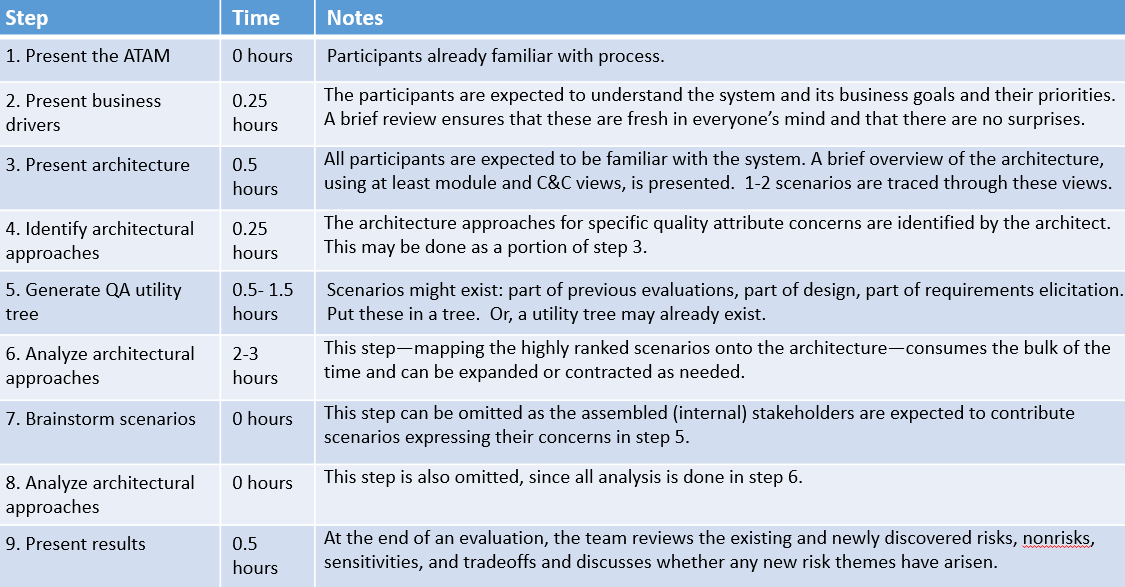 Step Time Notes
1. Present the ATAM 0 hours Participants already familiar with process.
2. Present business
drivers
0.25
hours
The participants are expected to understand the system and its business goals and their priorities.
A brief review ensures that these are fresh in everyone’s mind and that there are no surprises.
3. Present architecture
0.5
hours
All participants are expected to be familiar with the system. A brief overview of the architecture,
using at least module and C&C views, is presented.  1-2 scenarios are traced through these views.
4. Identify architectural
approaches
0.25
hours
The architecture approaches for specific quality attribute concerns are identified by the architect.
This may be done as a portion of step 3.
5. Generate QA utility
tree
0.5- 1.5
hours
Scenarios might exist: part of previous evaluations, part of design, part of requirements elicitation.
Put these in a tree.  Or, a utility tree may already exist.
6. Analyze architectural
approaches
2-3
hours
This step—mapping the highly ranked scenarios onto the architecture—consumes the bulk of the
time and can be expanded or contracted as needed.
7. Brainstorm scenarios
0 hours
This step can be omitted as the assembled (internal) stakeholders are expected to contribute
scenarios expressing their concerns in step 5.
8. Analyze architectural
approaches
0 hours
This step is also omitted, since all analysis is done in step 6.
9. Present results
0.5
hours
At the end of an evaluation, the team reviews the existing and newly discovered risks, nonrisks,
sensitivities, and tradeoffs and discusses whether any new risk themes have arisen.